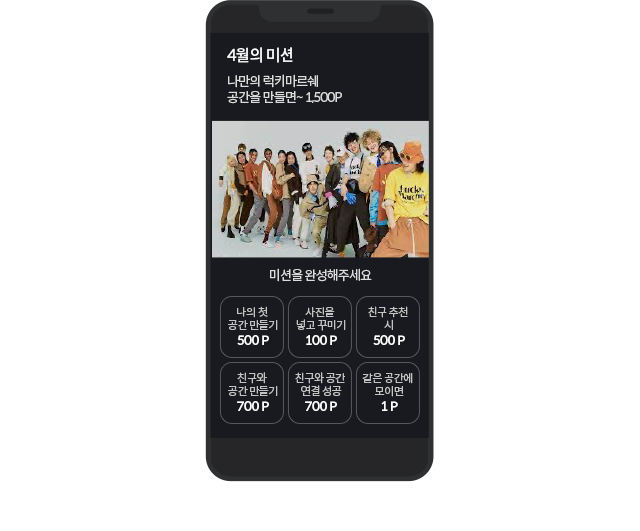 4월의 미션
나만의 럭키마르쉐
공간을 만들면~ 1,500P
Lucky
Marché
미션을 완성해주세요
나의 첫
공간 만들기
500 P
사진을
넣고 꾸미기
100 P
친구 추천
시
500 P
친구와
공간 만들기
700 P
친구와 공간
연결 성공
700 P
같은 공간에
모이면
1 P